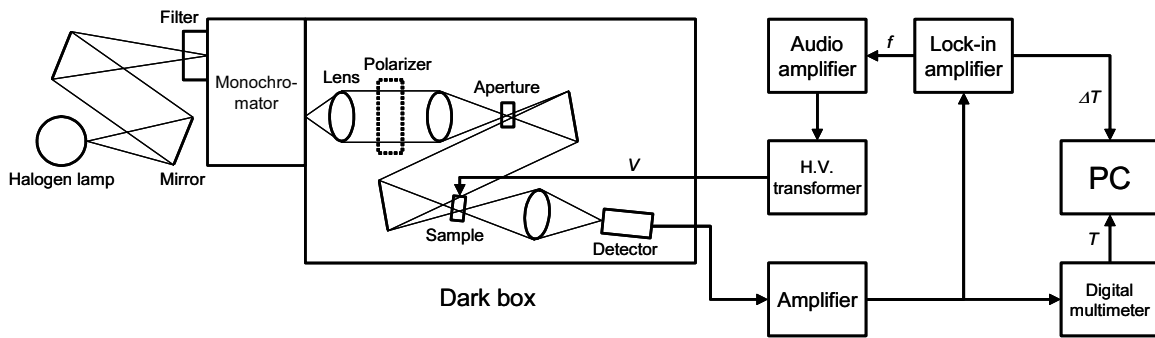 Filter
Halogen lamp
Mirror
Monochro-
mator
Lens
Polarizer
Aperture
Sample
Detector
Dark box
V
Audio
amplifier
f
Lock-in
amplifier
ΔT
H.V.
transformer
PC
T
Amplifier
Digital
multimeter